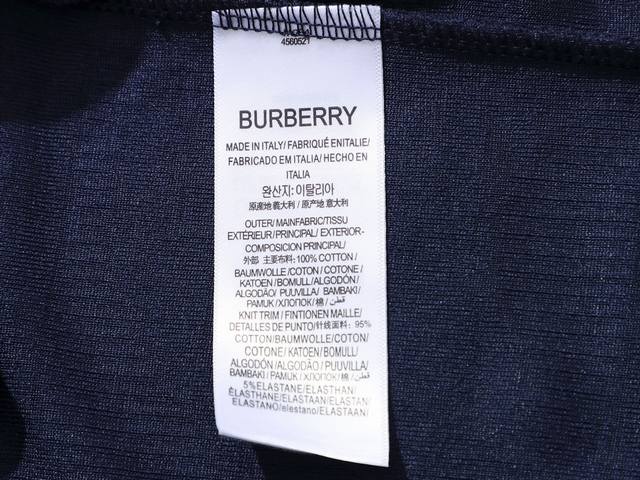 4560521
BURBERRY
MADE IN ITALY/ FABRIQUÉ ENITALIE/
FABRICADO EM ITALIA/ HECHO EN
ITALIA
완산지: 이탈리아
原産地 義大利 / 原产地 意大利
OUTER/ MAINFABRIC/TISSU
EXTÉRIEUR/PRINCIPAL/ EXTERIOR-
COMPOSICION PRINCIPAL/
外部 主要布料: 100% COTTON/
BAUMWOLLE /COTON / COTONE /
KATOEN / BOMULL/ ALGODÓN/
ALGODÃO/ PUUVILLA/ BAMBAKI/
PAMUK / ХЛОПОК/ 棉/ قطن
KNIT TRIM / FINTIONEN MAILLE/
DETALLES DE PUNTO/针线面料: 95%
COTTON/BAUMWOLLE/COTON/
COTONE/ KATOEN/ BOMULL/
ALGODÓN /ALGODÃO / PUUVILLA/
BAMBAKI / PAMUK / ХЛОПОК/ 棉/ قطن
5%ELASTANE/ELASTHAN/
ÉLASTHANE/ELASTAAN/ELASTAN/
ELASTANO/elestano/ELASTAAN/